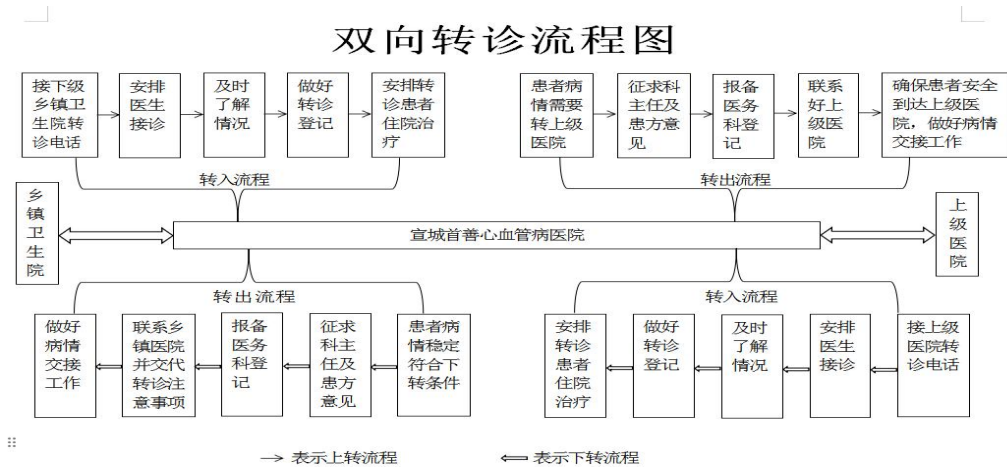 双向转诊流程图
接下级
乡镇卫
生院转
诊电话
安排
医生
接诊
及时
了解
情况
做好
转诊
登记
安排转
诊患者
住院治
疗
患者病
情需要
转上级
医院
征求科
主任及
患方意
见
报备
医务
科登
记
联系
好上
级医院
确保患者安全
到达上级医
院，做好病情
交接工作
转入流程
转出流程
乡
镇
卫
生
院
宣城首善心血管病医院
上
级
医
院
转出流程
转入流程
做好
病情
交接
工作
联系乡
镇医院
并交代
转诊注
意事项
报备
医务
科登
记
征求
科主
任及
患方
意见
患者病
情稳定
符合下
转条件
安排
转诊
患者
住院
治疗
做好
转诊
登记
及时
了解
情况
安排
医生
接诊
接上级
医院转
诊电话
表示上转流程
表示下转流程